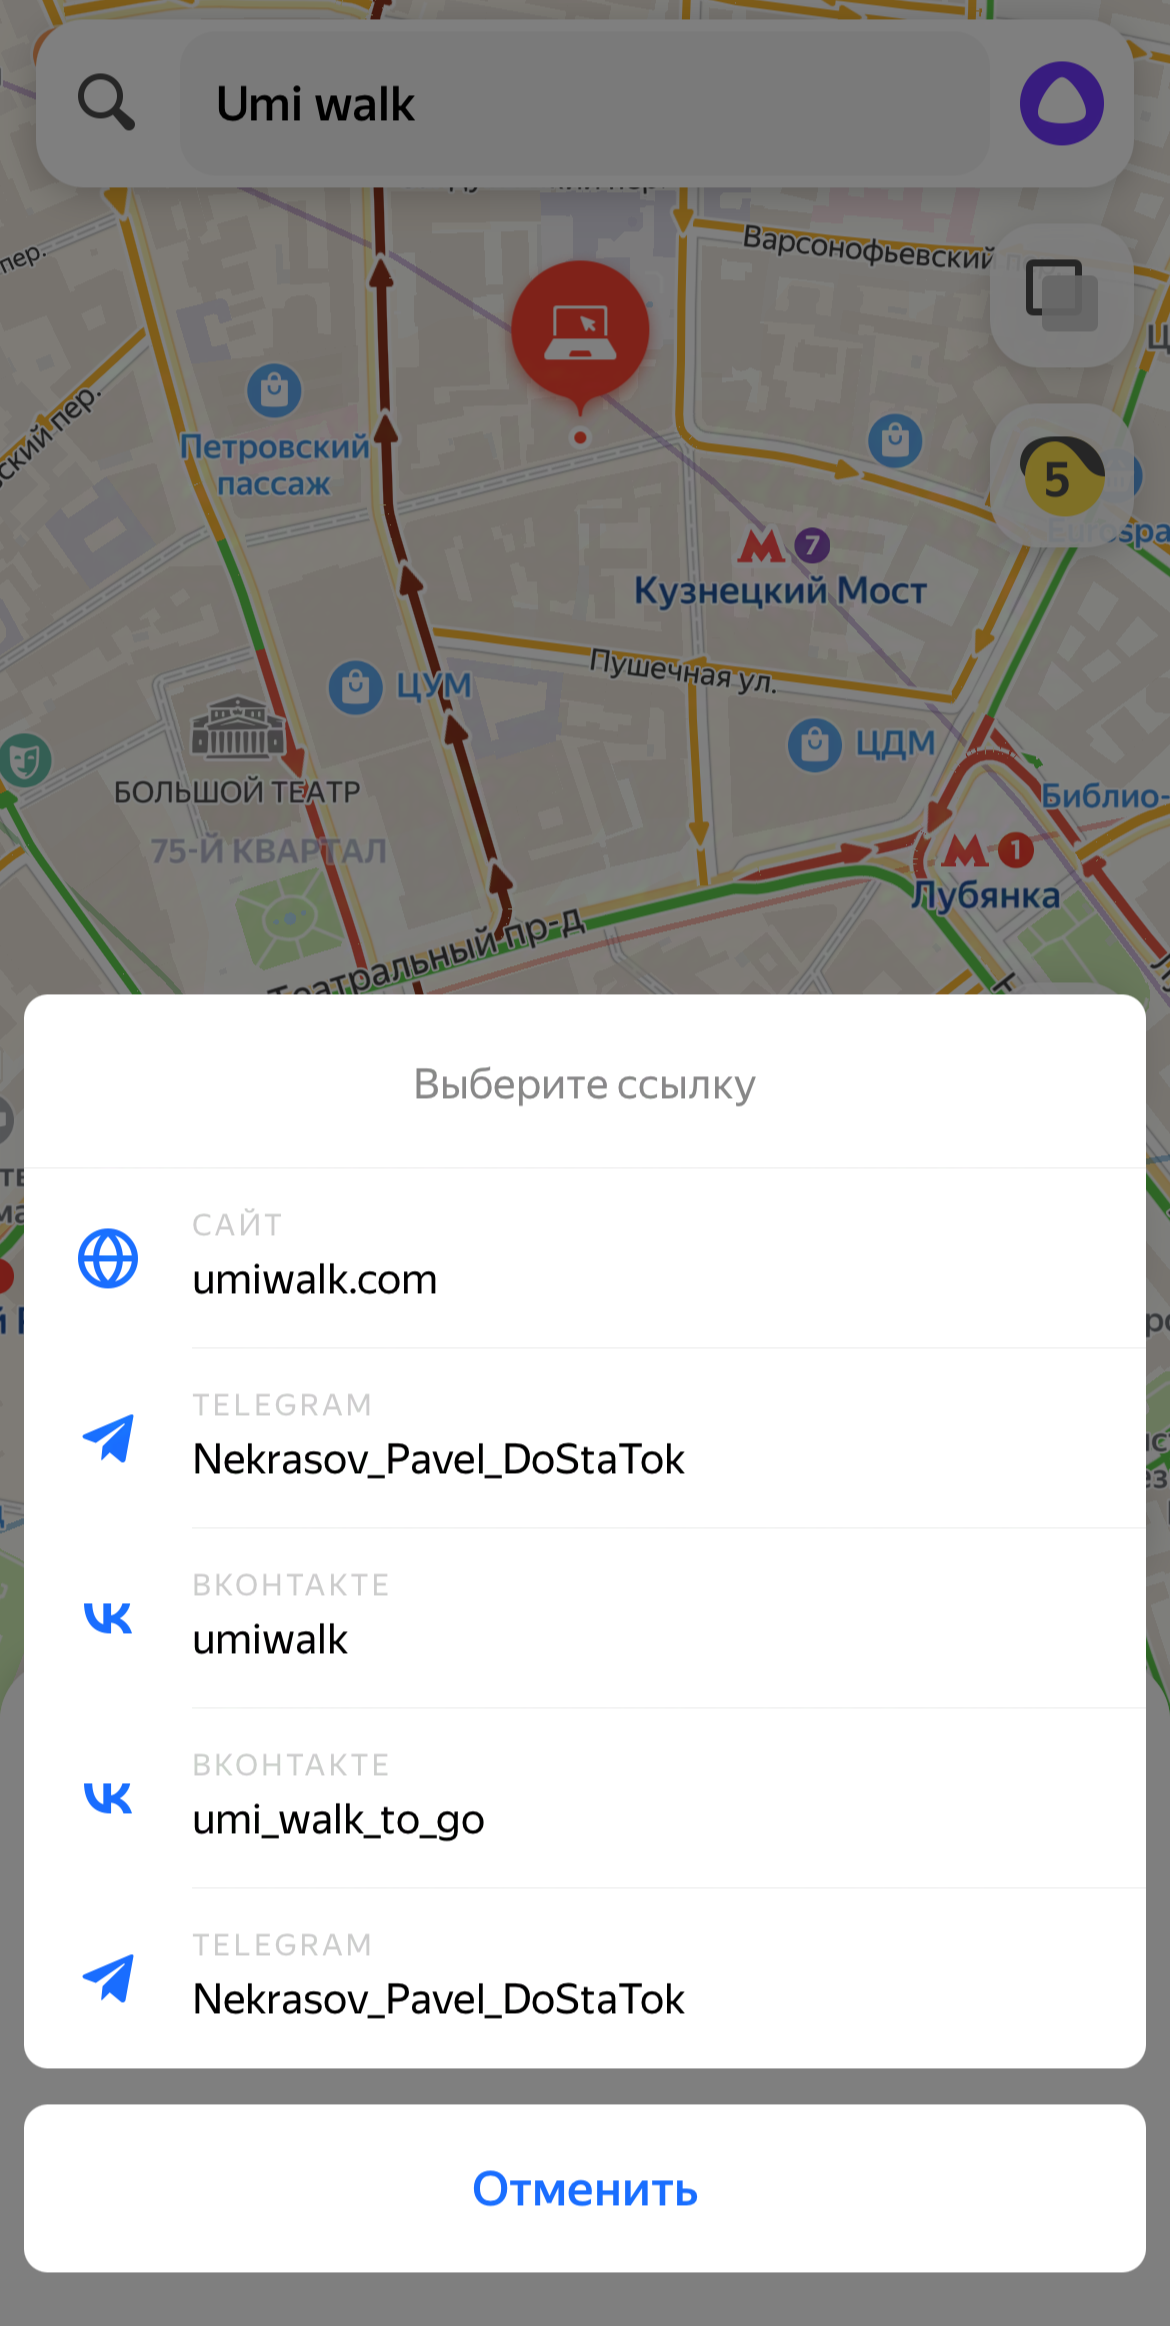 Umi walk
Варсонофьевский пер.
пер.
ский пер.
5
Петровский
пассаж
7
Кузнецкий Мост
Пушечная ул.
ЦУМ
ЦДМ
БОЛЬШОЙ ТЕАТР
75-Й КВАРТАЛ
Библио-
1
Лубянка
Театральный пр-д
Выберите ссылку
САЙТ
umiwalk.com
TELEGRAM
Nekrasov_Pavel_DoStaTok
ВКОНТАКТЕ
umiwalk
ВКОНТАКТЕ
umi_walk_to_go
TELEGRAM
Nekrasov_Pavel_DoStaTok
Отменить